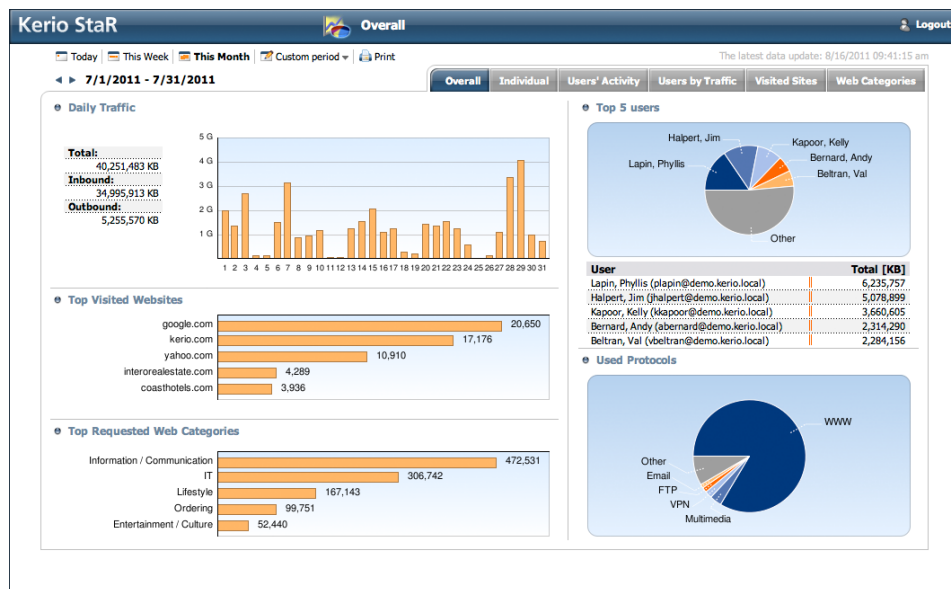 Kerio StaR
Overall
Logout
Today This Week This Month Custom period Print
The latest data update: 8/16/2011 09:41:15 am
7/1/2011 - 7/31/2011
Overall Individual Users' Activity Users by Traffic Visited Sites Web Categories
Daily Traffic
Total:
40,251,483 KB
Inbound:
34,995,913 KB
Outbound:
5,255,570 KB
5 G
4 G
3 G
2 G
1 G
1 2 3 4 5 6 7 8 9 10 11 12 13 14 15 16 17 18 19 20 21 22 23 24 25 26 27 28 29 30 31
Top Visited Websites
google.com 20,650
kerio.com 17,176
yahoo.com 10,910
interorealestate.com 4,289
coasthotels.com 3,936
Top Requested Web Categories
Information / Communication 472,531
IT 306,742
Lifestyle 167,143
Ordering 99,751
Entertainment / Culture 52,440
Top 5 users
Halpert, Jim
Kapoor, Kelly
Lapin, Phyllis
Bernard, Andy
Beltran, Val
Other
User Total [KB]
Lapin, Phyllis (plapin@demo.kerio.local) 6,235,757
Halpert, Jim (jhalpert@demo.kerio.local) 5,078,899
Kapoor, Kelly (kkapoor@demo.kerio.local) 3,660,605
Bernard, Andy (abernard@demo.kerio.local) 2,314,290
Beltran, Val (vbeltran@demo.kerio.local) 2,284,156
Used Protocols
WWW
Other
Email
FTP
VPN
Multimedia